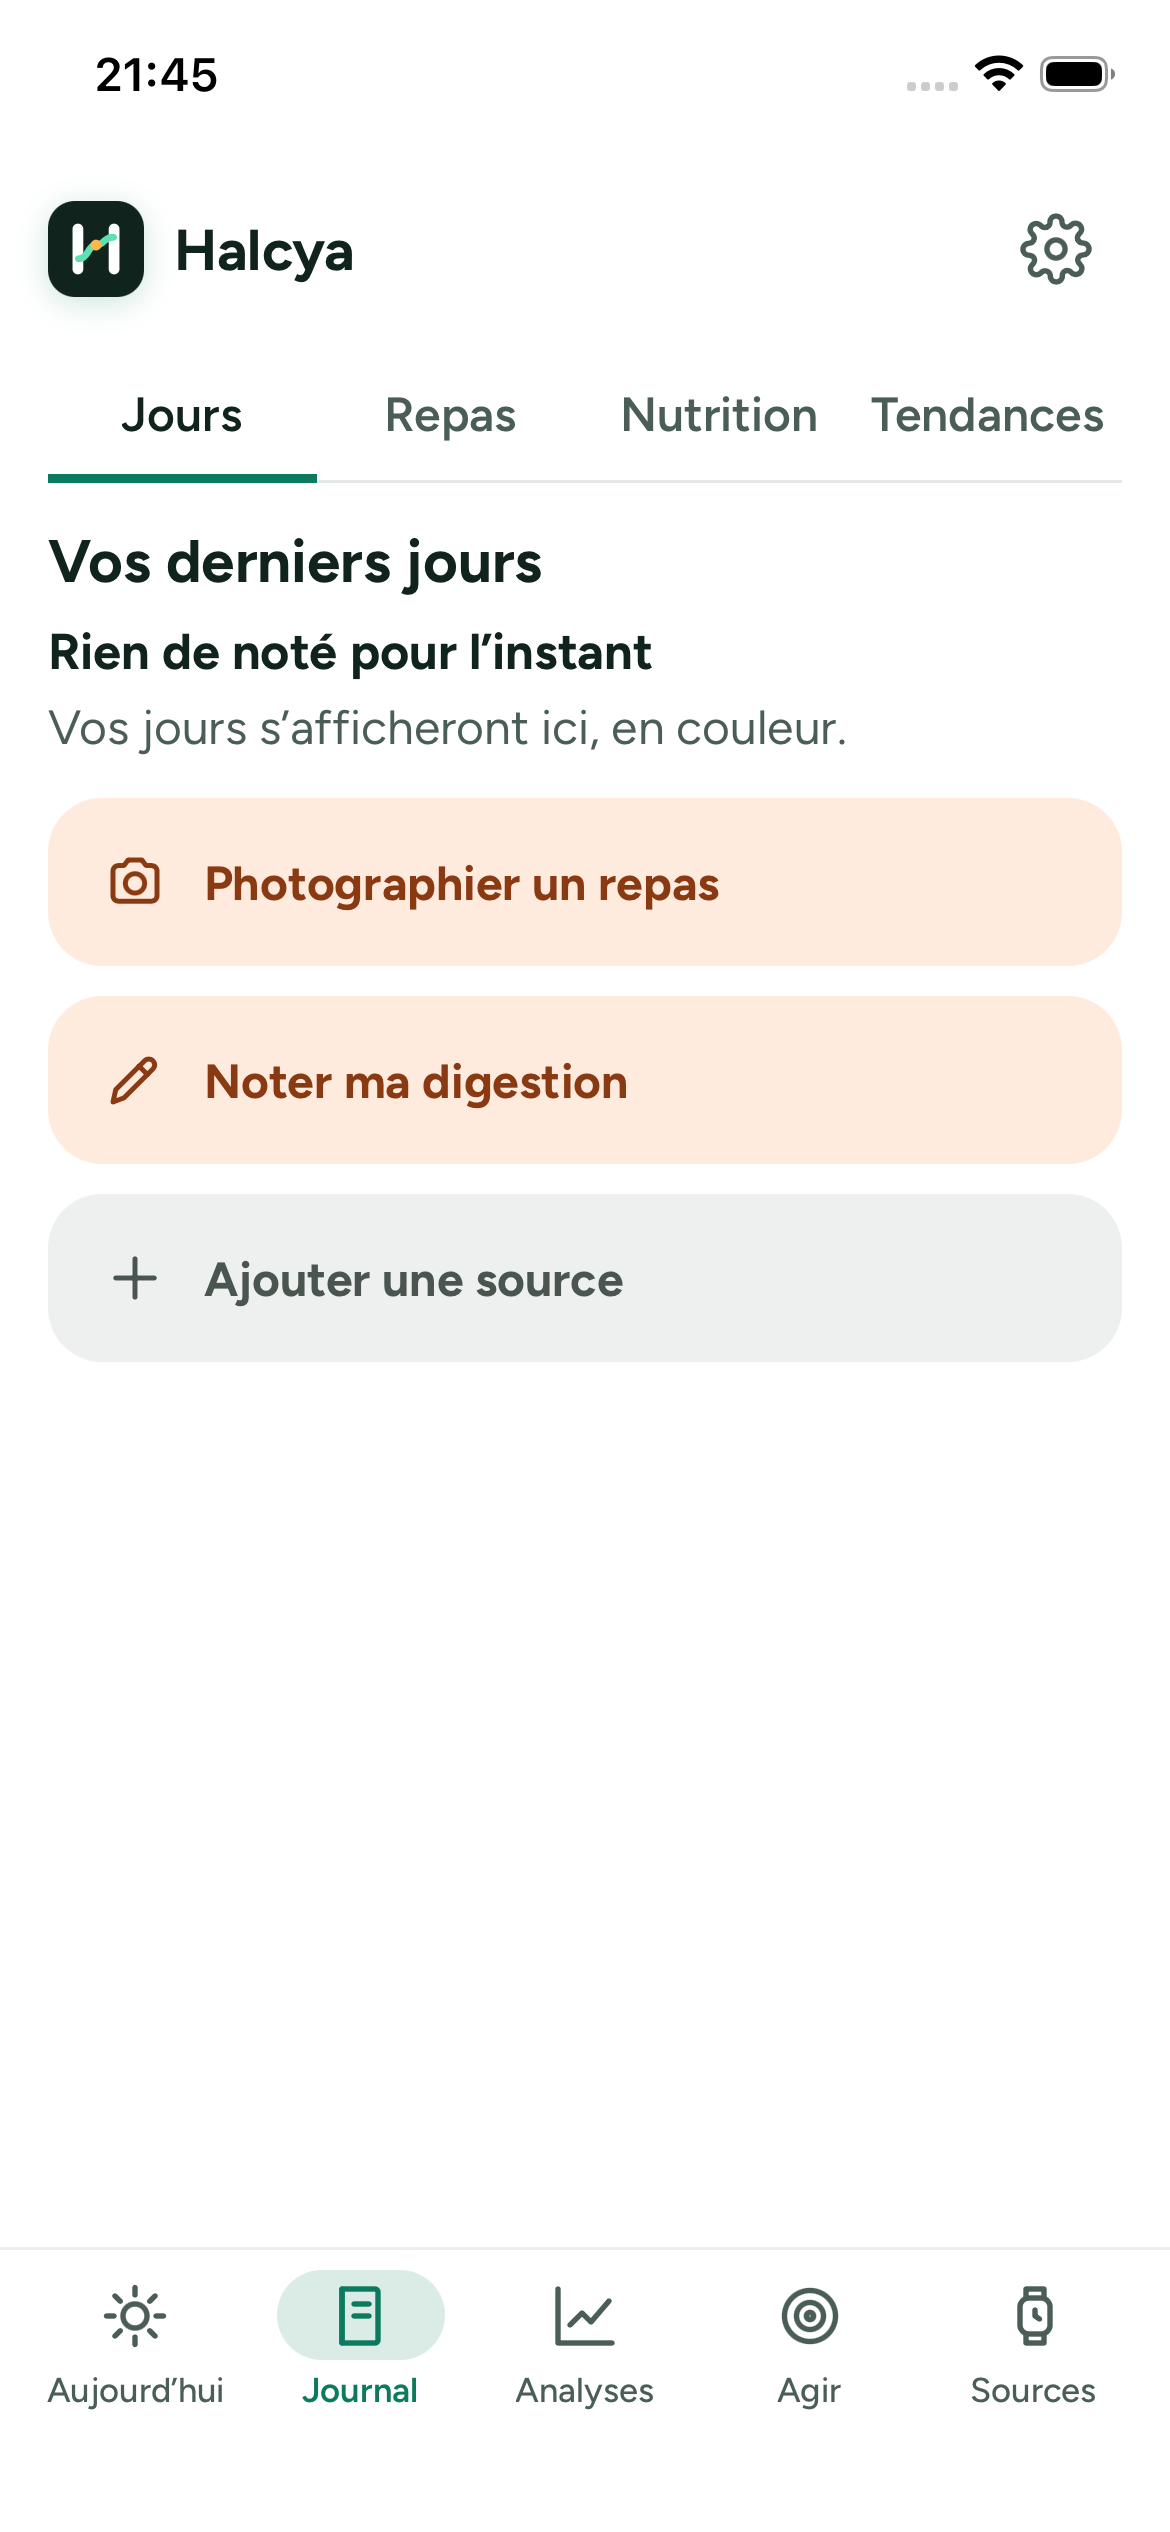 21:45
Halcya
Jours Repas Nutrition Tendances
Vos derniers jours
Rien de noté pour l’instant
Vos jours s’afficheront ici, en couleur.
Photographier un repas
Noter ma digestion
Ajouter une source
Aujourd’hui Journal Analyses Agir Sources